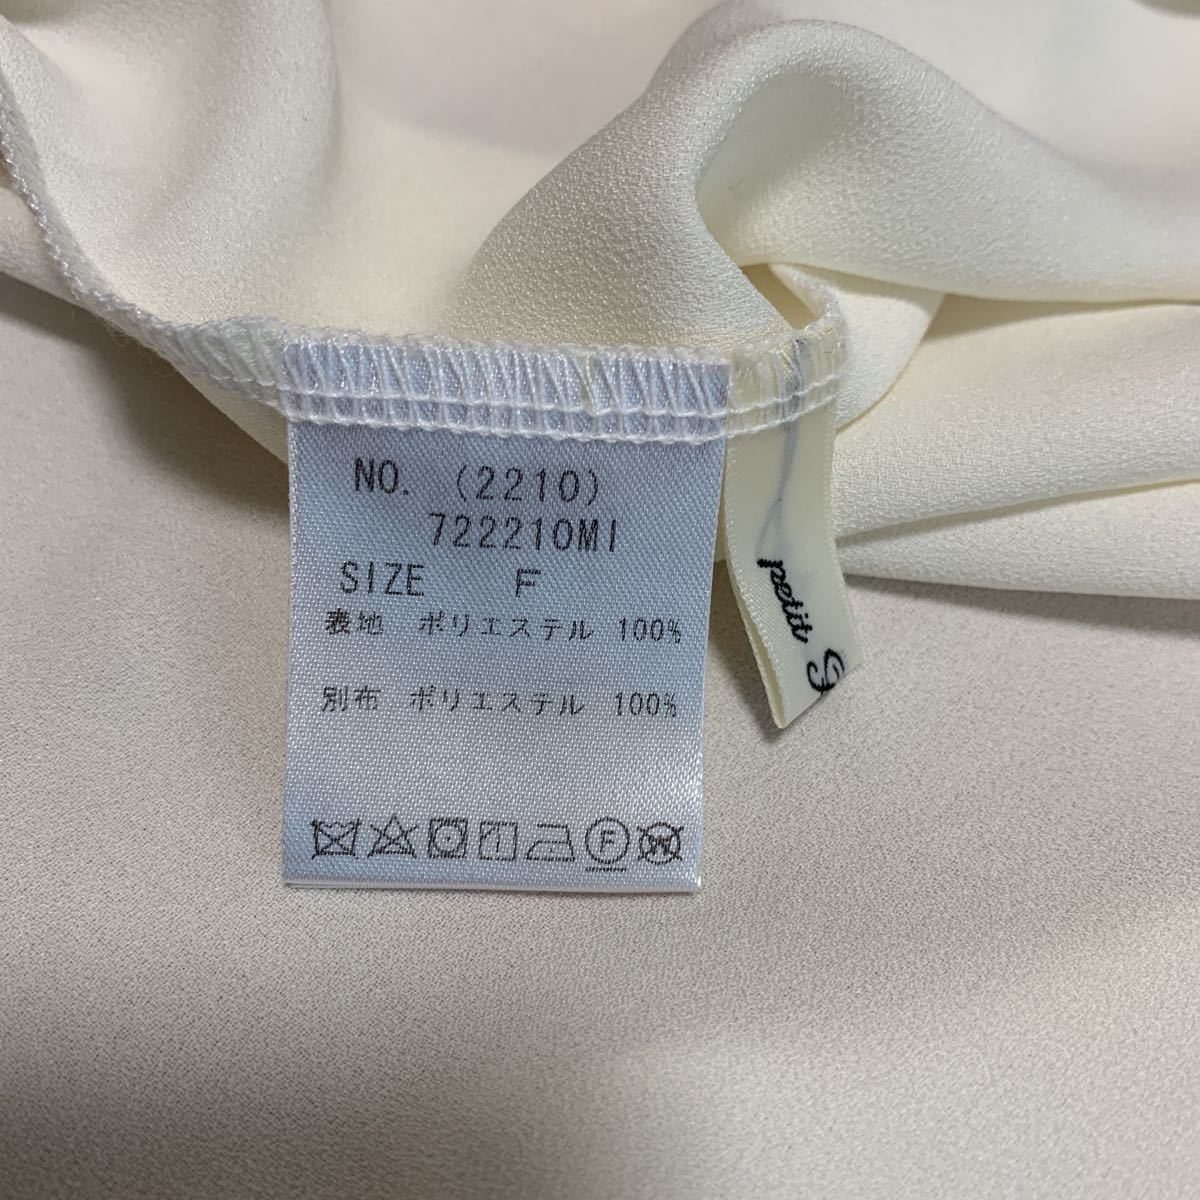 NO. (2210)
722210MI
SIZE F
表地 ポリエステル 100%
別布 ポリエステル 100%
F
W
petit